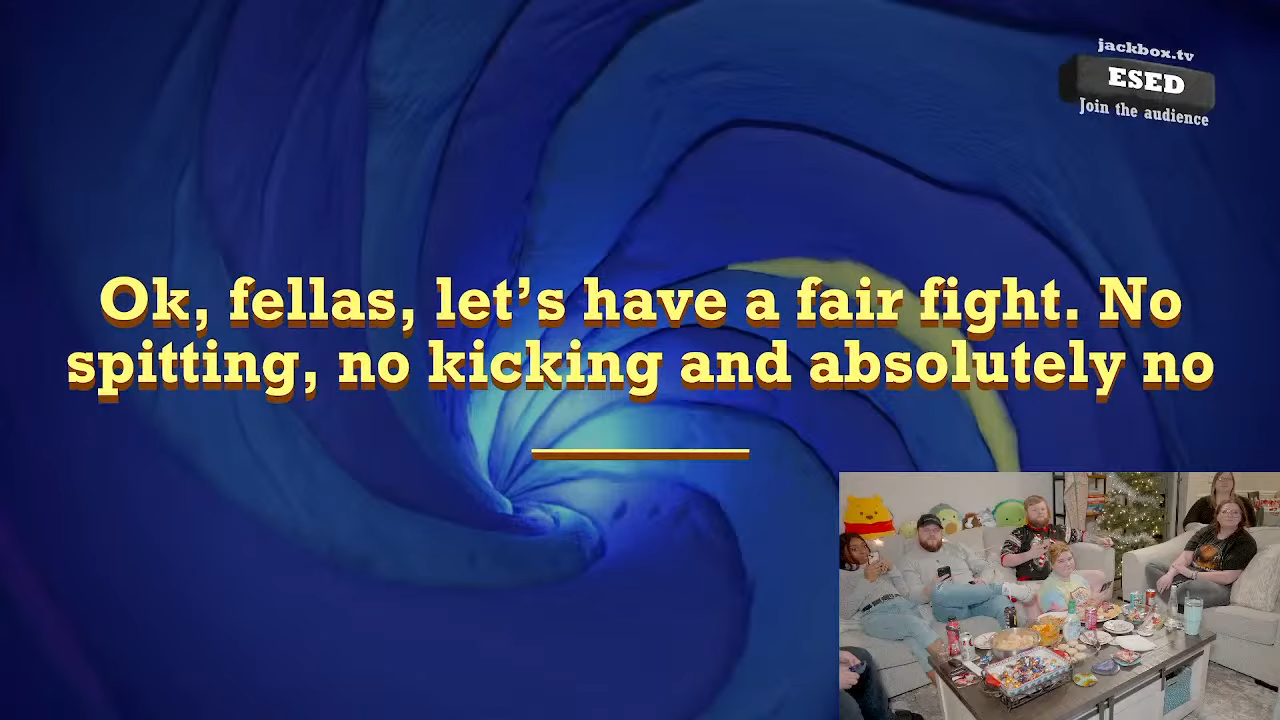 jackbox.tv
ESED
Join the audience
Ok, fellas, let’s have a fair fight. No
spitting, no kicking and absolutely no